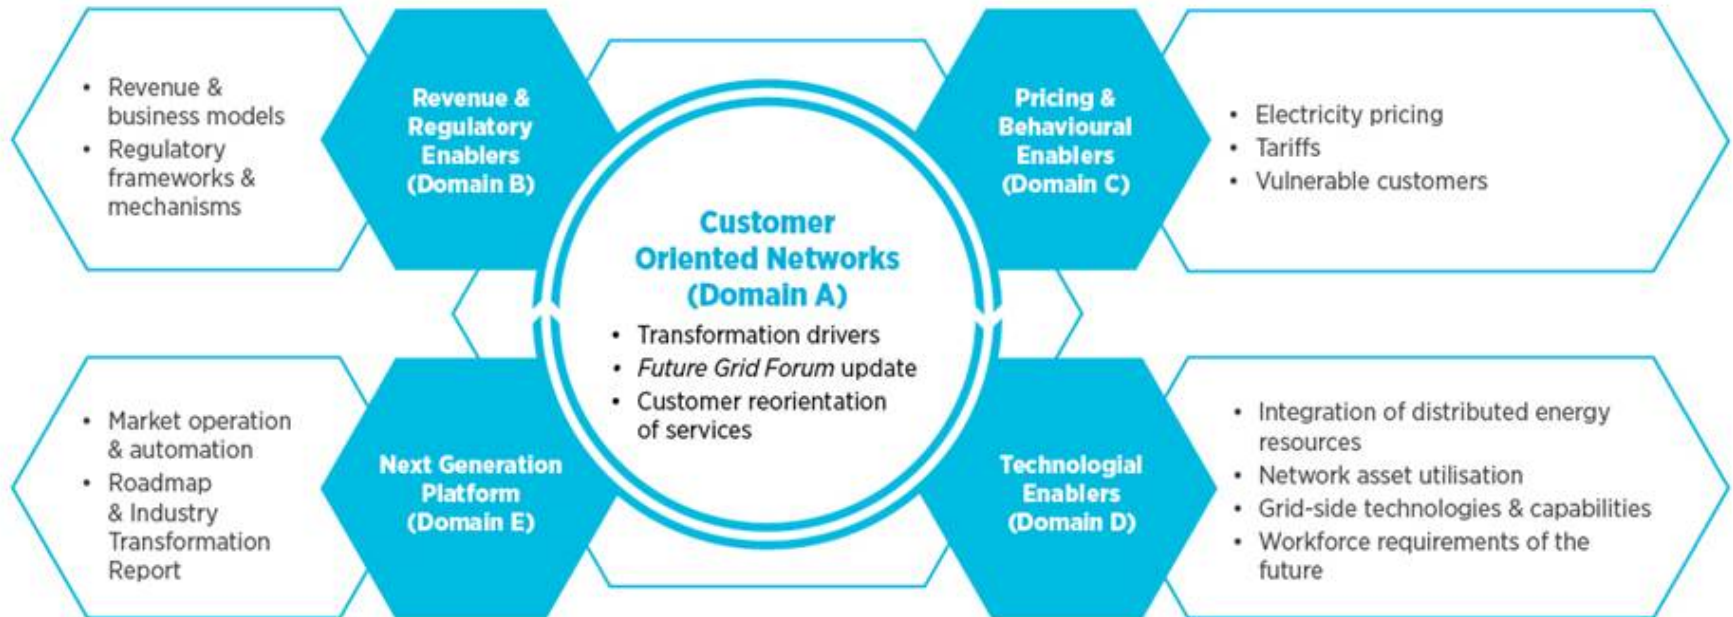 • Revenue &
business models
• Regulatory
frameworks &
mechanisms
Revenue &
Regulatory
Enablers
(Domain B)
Pricing &
Behavioural
Enablers
(Domain C)
• Electricity pricing
• Tariffs
• Vulnerable customers
Customer
Oriented Networks
(Domain A)
• Transformation drivers
• Future Grid Forum update
• Customer reorientation
of services
• Market operation
& automation
• Roadmap
& Industry
Transformation
Report
Next Generation
Platform
(Domain E)
Technologial
Enablers
(Domain D)
• Integration of distributed energy
resources
• Network asset utilisation
• Grid-side technologies & capabilities
• Workforce requirements of the
future